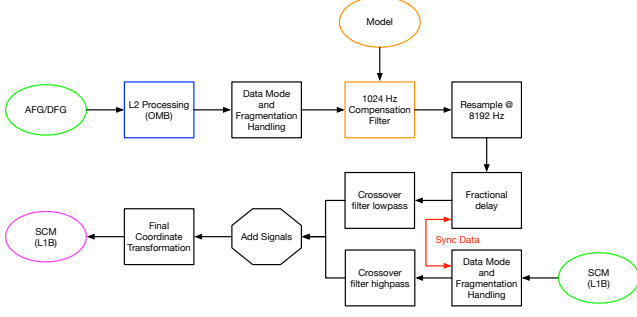 Model
AFG/DFG
L2 Processing
(OMB)
Data Mode
and
Fragmentation
Handling
1024 Hz
Compensation
Filter
Resample @
8192 Hz
SCM
(L1B)
Final
Coordinate
Transformation
Add Signals
Crossover
filter lowpass
Fractional
delay
Sync Data
Crossover
filter highpass
Data Mode
and
Fragmentation
Handling
SCM
(L1B)